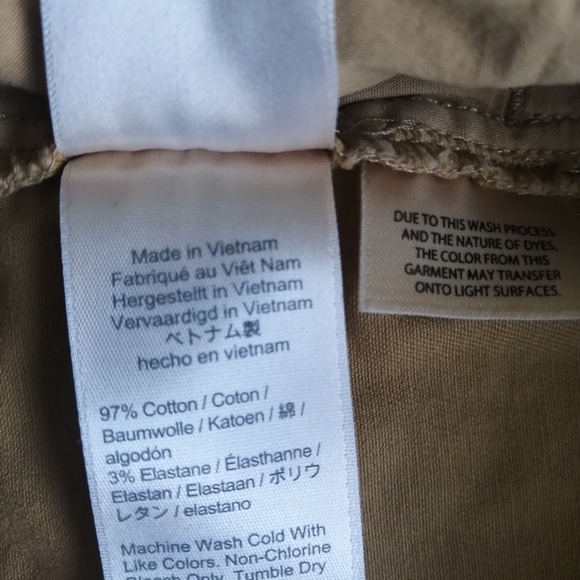 Made in Vietnam
Fabriqué au Viêt Nam
Hergestellt in Vietnam
Vervaardigd in Vietnam
ベトナム製
hecho en vietnam
97% Cotton / Coton /
Baumwolle / Katoen / 綿 /
algodón
3% Elastane / Élasthanne /
Elastan / Elastaan / ポリウ
レタン / elastano
Machine Wash Cold With
Like Colors. Non-Chlorine
Bleach Only. Tumble Dry
DUE TO THIS WASH PROCESS
AND THE NATURE OF DYES,
THE COLOR FROM THIS
GARMENT MAY TRANSFER
ONTO LIGHT SURFACES.